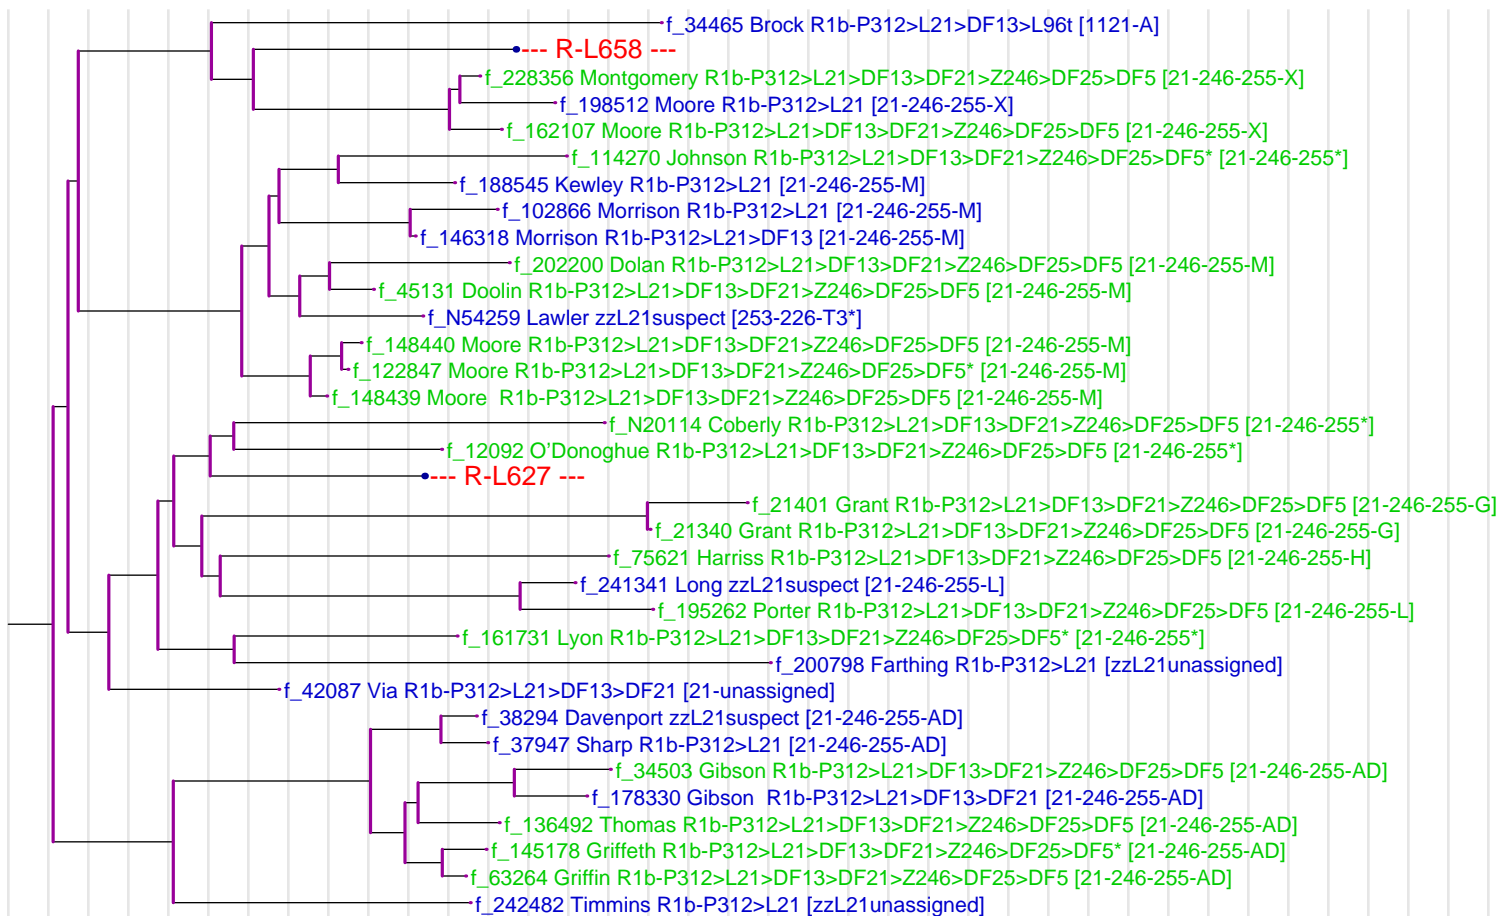 f_34465 Brock R1b-P312>L21>DF13>L96t [1121-A]
--- R-L658 ---
f_228356 Montgomery R1b-P312>L21>DF13>DF21>Z246>DF25>DF5 [21-246-255-X]
f_198512 Moore R1b-P312>L21 [21-246-255-X]
f_162107 Moore R1b-P312>L21>DF13>DF21>Z246>DF25>DF5 [21-246-255-X]
f_114270 Johnson R1b-P312>L21>DF13>DF21>Z246>DF25>DF5* [21-246-255*]
f_188545 Kewley R1b-P312>L21 [21-246-255-M]
f_102866 Morrison R1b-P312>L21 [21-246-255-M]
f_146318 Morrison R1b-P312>L21>DF13 [21-246-255-M]
f_202200 Dolan R1b-P312>L21>DF13>DF21>Z246>DF25>DF5 [21-246-255-M]
f_45131 Doolin R1b-P312>L21>DF13>DF21>Z246>DF25>DF5 [21-246-255-M]
f_N54259 Lawler zzL21suspect [253-226-T3*]
f_148440 Moore R1b-P312>L21>DF13>DF21>Z246>DF25>DF5 [21-246-255-M]
f_122847 Moore R1b-P312>L21>DF13>DF21>Z246>DF25>DF5* [21-246-255-M]
f_148439 Moore  R1b-P312>L21>DF13>DF21>Z246>DF25>DF5 [21-246-255-M]
f_N20114 Coberly R1b-P312>L21>DF13>DF21>Z246>DF25>DF5 [21-246-255*]
f_12092 O'Donoghue R1b-P312>L21>DF13>DF21>Z246>DF25>DF5 [21-246-255*]
--- R-L627 ---
f_21401 Grant R1b-P312>L21>DF13>DF21>Z246>DF25>DF5 [21-246-255-G]
f_21340 Grant R1b-P312>L21>DF13>DF21>Z246>DF25>DF5 [21-246-255-G]
f_75621 Harriss R1b-P312>L21>DF13>DF21>Z246>DF25>DF5 [21-246-255-H]
f_241341 Long zzL21suspect [21-246-255-L]
f_195262 Porter R1b-P312>L21>DF13>DF21>Z246>DF25>DF5 [21-246-255-L]
f_161731 Lyon R1b-P312>L21>DF13>DF21>Z246>DF25>DF5* [21-246-255*]
f_200798 Farthing R1b-P312>L21 [zzL21unassigned]
f_42087 Via R1b-P312>L21>DF13>DF21 [21-unassigned]
f_38294 Davenport zzL21suspect [21-246-255-AD]
f_37947 Sharp R1b-P312>L21 [21-246-255-AD]
f_34503 Gibson R1b-P312>L21>DF13>DF21>Z246>DF25>DF5 [21-246-255-AD]
f_178330 Gibson  R1b-P312>L21>DF13>DF21 [21-246-255-AD]
f_136492 Thomas R1b-P312>L21>DF13>DF21>Z246>DF25>DF5 [21-246-255-AD]
f_145178 Griffeth R1b-P312>L21>DF13>DF21>Z246>DF25>DF5* [21-246-255-AD]
f_63264 Griffin R1b-P312>L21>DF13>DF21>Z246>DF25>DF5 [21-246-255-AD]
f_242482 Timmins R1b-P312>L21 [zzL21unassigned]